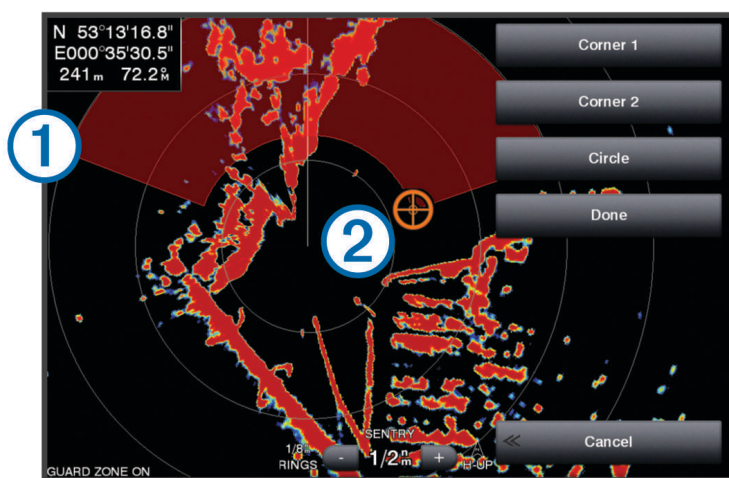 N 53°13'16.8"
E000°35'30.5"
241m 72.2°M
Corner 1
Corner 2
Circle
Done
1
2
SENTRY
1/8nm
RINGS
-
1/2nm
+
H-UP
Cancel
GUARD ZONE ON